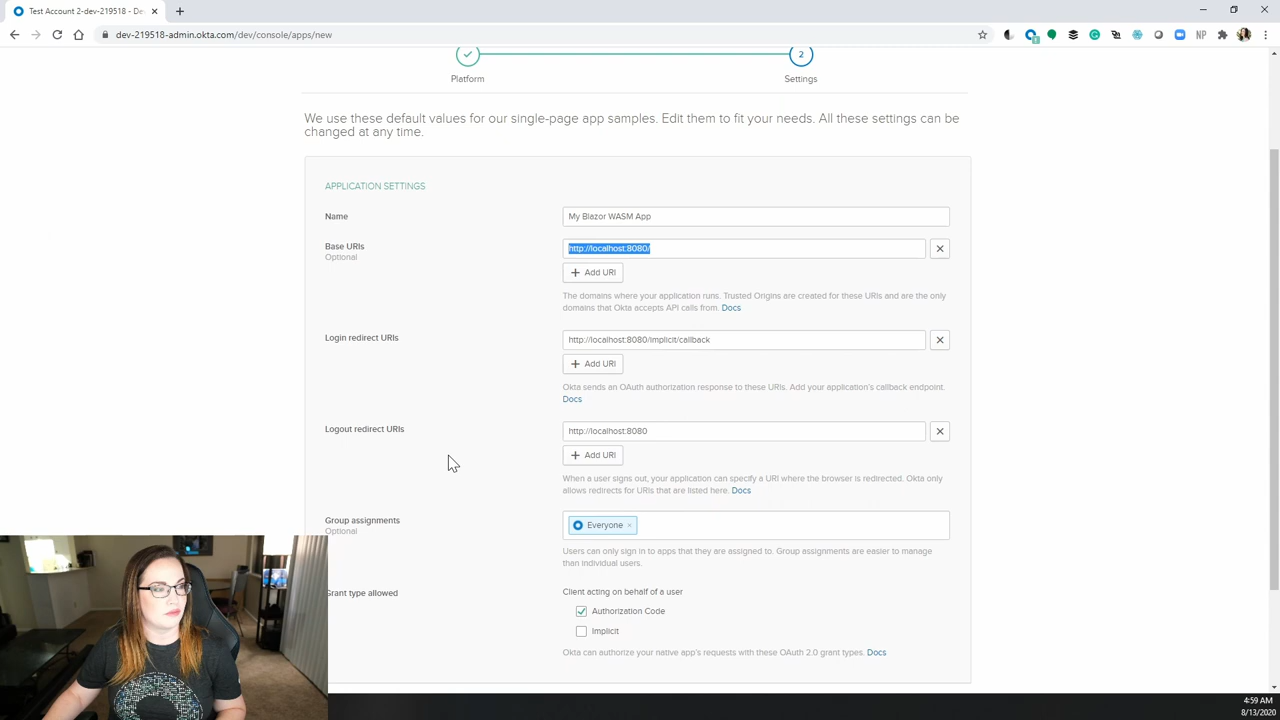 Test Account 2-dev-219518 - De
dev-219518-admin.okta.com/dev/console/apps/new
NP
2
Platform
Settings
We use these default values for our single-page app samples. Edit them to fit your needs. All these settings can be
changed at any time.
APPLICATION SETTINGS
Name
My Blazor WASM App
Base URIs
Optional
http://localhost:8080/
+ Add URI
The domains where your application runs. Trusted Origins are created for these URIs and are the only
domains that Okta accepts API calls from. Docs
Login redirect URIs
http://localhost:8080/implicit/callback
+ Add URI
Okta sends an OAuth authorization response to these URIs. Add your application's callback endpoint.
Docs
Logout redirect URIs
http://localhost:8080
+ Add URI
When a user signs out, your application can specify a URI where the browser is redirected. Okta only
allows redirects for URIs that are listed here. Docs
Group assignments
Optional
Everyone ×
Users can only sign in to apps that they are assigned to. Group assignments are easier to manage
than individual users.
Grant type allowed
Client acting on behalf of a user
Authorization Code
Implicit
Okta can authorize your native app's requests with these OAuth 2.0 grant types. Docs
4:59 AM
8/13/2020